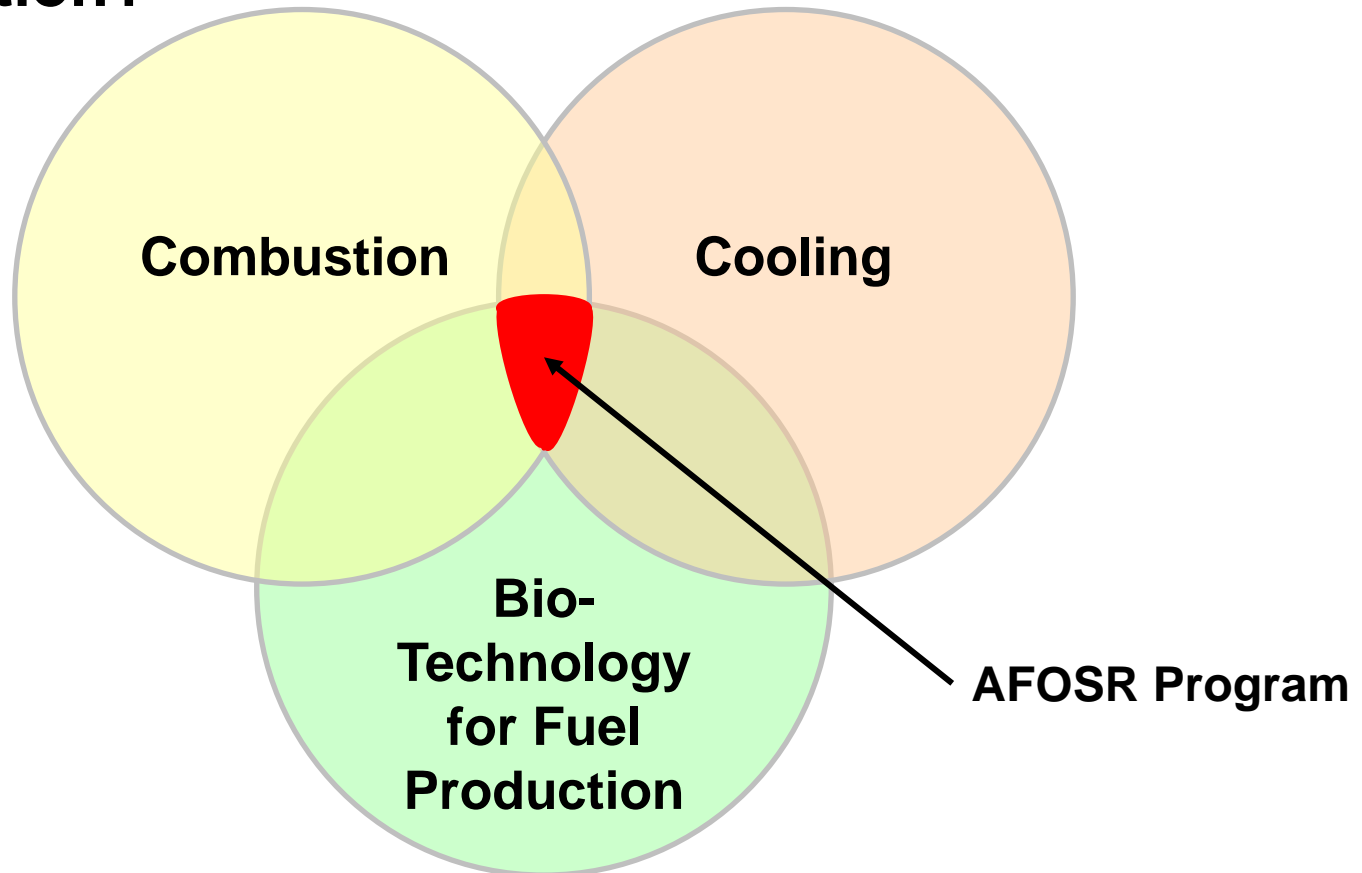 Combustion
Cooling
Bio-
Technology
for Fuel
Production
AFOSR Program